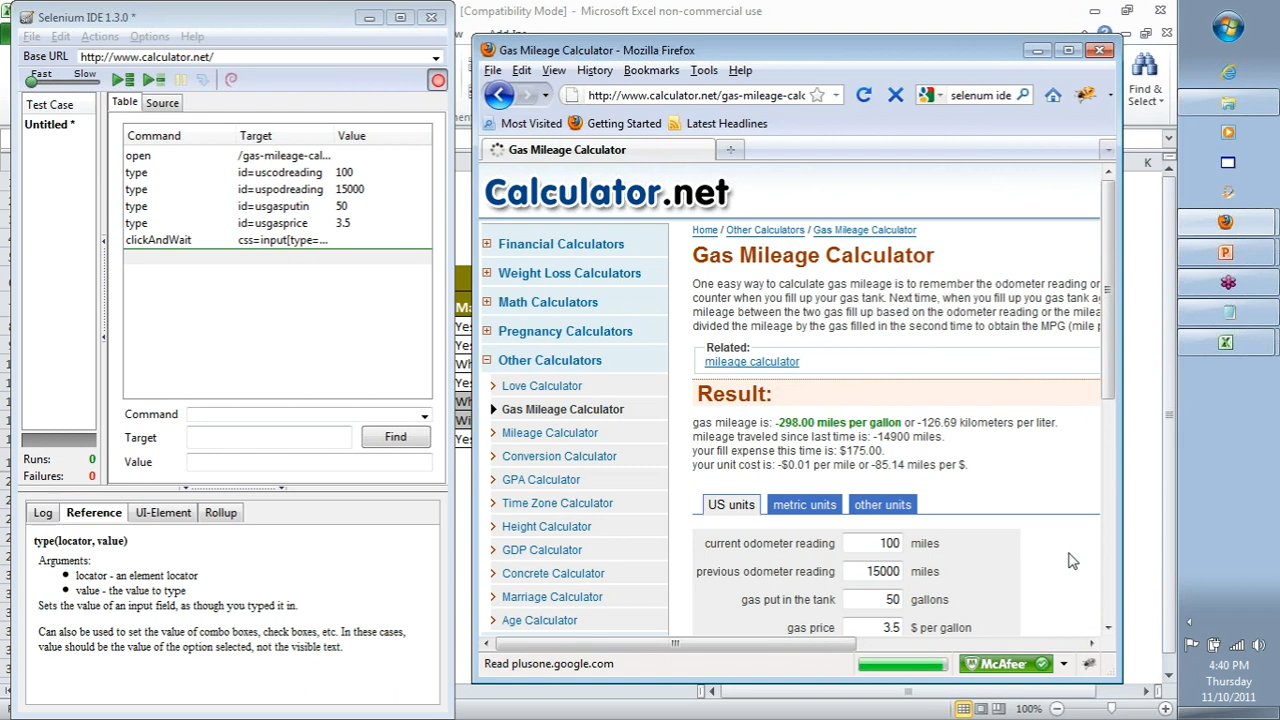 [Compatibility Mode] - Microsoft Excel non-commercial use
Selenium IDE 1.3.0 *
File Edit Actions Options Help
Base URL http://www.calculator.net/
Fast Slow
Test Case
Untitled *
Table Source
Command Target Value
open /gas-mileage-cal...
type id=uscodreading 100
type id=uspodreading 15000
type id=usgasputin 50
type id=usgasprice 3.5
clickAndWait css=input[type=...
Command
Target Find
Value
Runs: 0
Failures: 0
Log Reference UI-Element Rollup
type(locator, value)
Arguments:
locator - an element locator
value - the value to type
Sets the value of an input field, as though you typed it in.
Can also be used to set the value of combo boxes, check boxes, etc. In these cases,
value should be the value of the option selected, not the visible text.
Gas Mileage Calculator - Mozilla Firefox
File Edit View History Bookmarks Tools Help
http://www.calculator.net/gas-mileage-calc selenium ide
Most Visited Getting Started Latest Headlines
Gas Mileage Calculator
Calculator.net
Financial Calculators
Weight Loss Calculators
Math Calculators
Pregnancy Calculators
Other Calculators
Love Calculator
Gas Mileage Calculator
Mileage Calculator
Conversion Calculator
GPA Calculator
Time Zone Calculator
Height Calculator
GDP Calculator
Concrete Calculator
Marriage Calculator
Age Calculator
Home / Other Calculators / Gas Mileage Calculator
Gas Mileage Calculator
One easy way to calculate gas mileage is to remember the odometer reading or
counter when you fill up your gas tank. Next time, when you fill up you gas tank ag
mileage between the two gas fill up based on the odometer reading or the milea
divided the mileage by the gas filled in the second time to obtain the MPG (mile p
Related:
mileage calculator
Result:
gas mileage is: -298.00 miles per gallon or -126.69 kilometers per liter.
mileage traveled since last time is: -14900 miles.
your fill expense this time is: $175.00.
your unit cost is: -$0.01 per mile or -85.14 miles per $.
US units metric units other units
current odometer reading 100 miles
previous odometer reading 15000 miles
gas put in the tank 50 gallons
gas price 3.5 $ per gallon
Read plusone.google.com
McAfee
Find &
Select
K
100%
4:40 PM
Thursday
11/10/2011